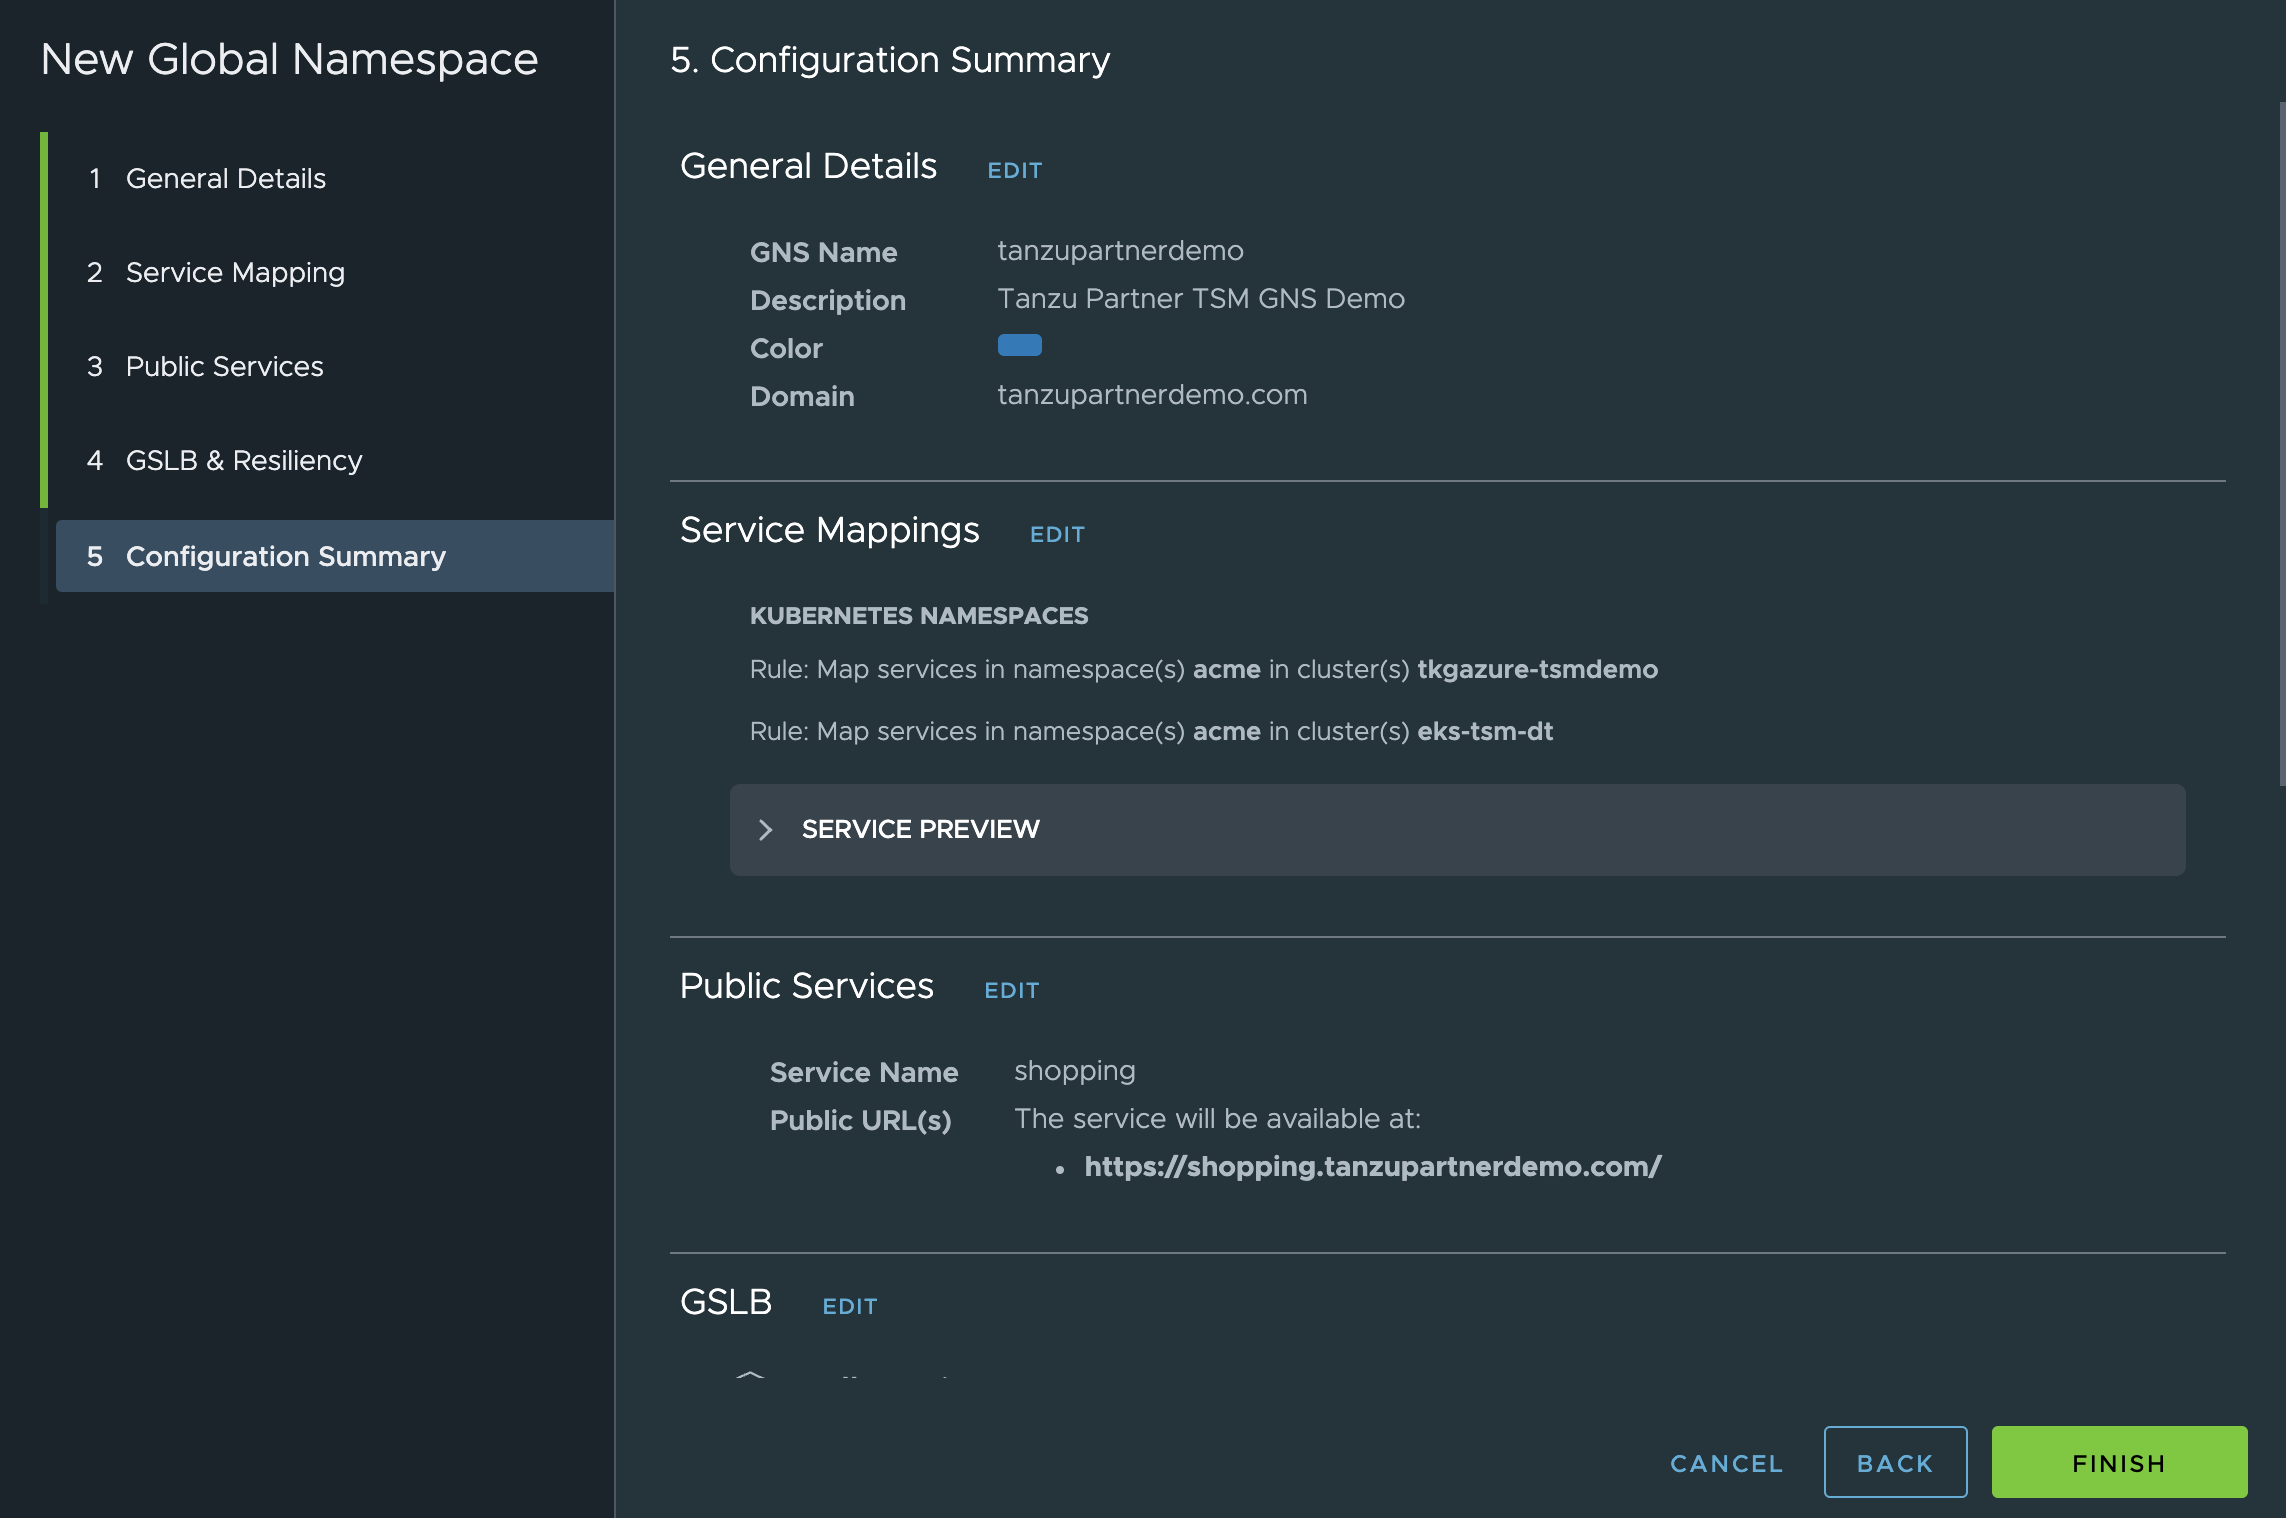 New Global Namespace
1 General Details
2 Service Mapping
3 Public Services
4 GSLB & Resiliency
5 Configuration Summary
5. Configuration Summary
General Details EDIT
GNS Name tanzupartnerdemo
Description Tanzu Partner TSM GNS Demo
Color
Domain tanzupartnerdemo.com
Service Mappings EDIT
KUBERNETES NAMESPACES
Rule: Map services in namespace(s) acme in cluster(s) tkgazure-tsmdemo
Rule: Map services in namespace(s) acme in cluster(s) eks-tsm-dt
SERVICE PREVIEW
Public Services EDIT
Service Name shopping
Public URL(s) The service will be available at:
• https://shopping.tanzupartnerdemo.com/
GSLB EDIT
CANCEL BACK FINISH